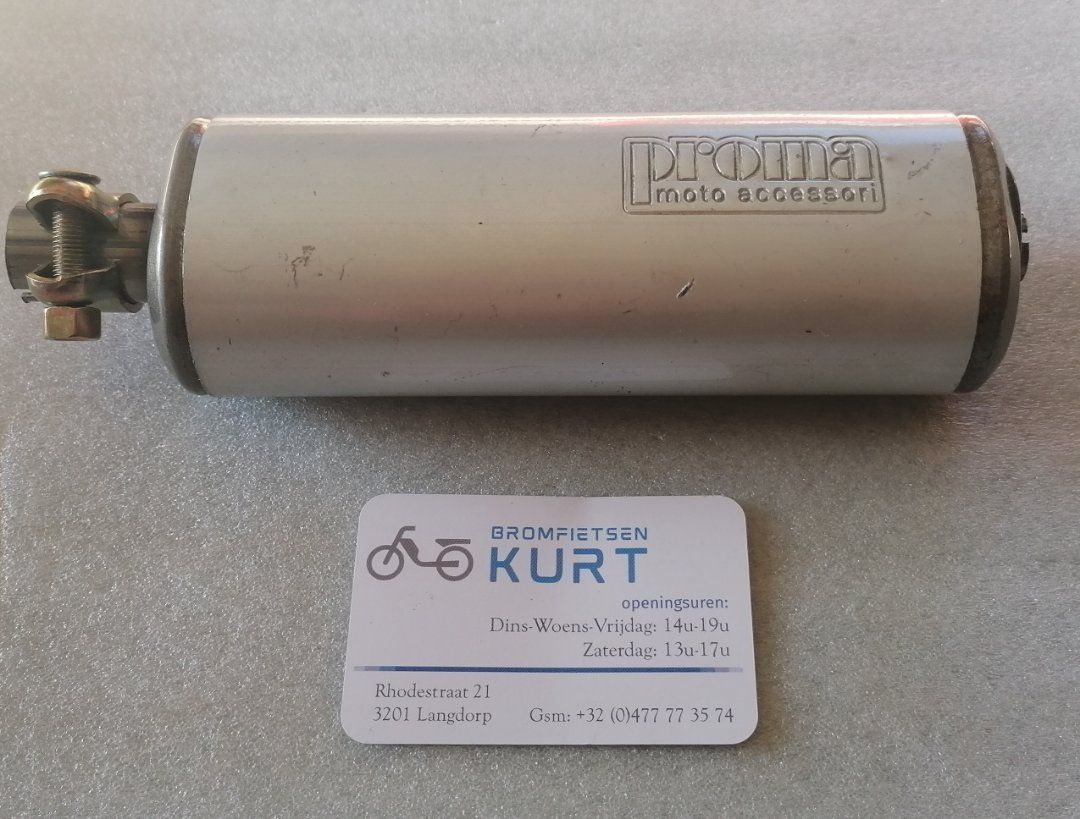 proma
moto accessori
BROMFIETSEN
KURT
openingsuren:
Dins-Woens-Vrijdag: 14u-19u
Zaterdag: 13u-17u
Rhodestraat 21
3201 Langdorp Gsm: +32 (0)477 77 35 74